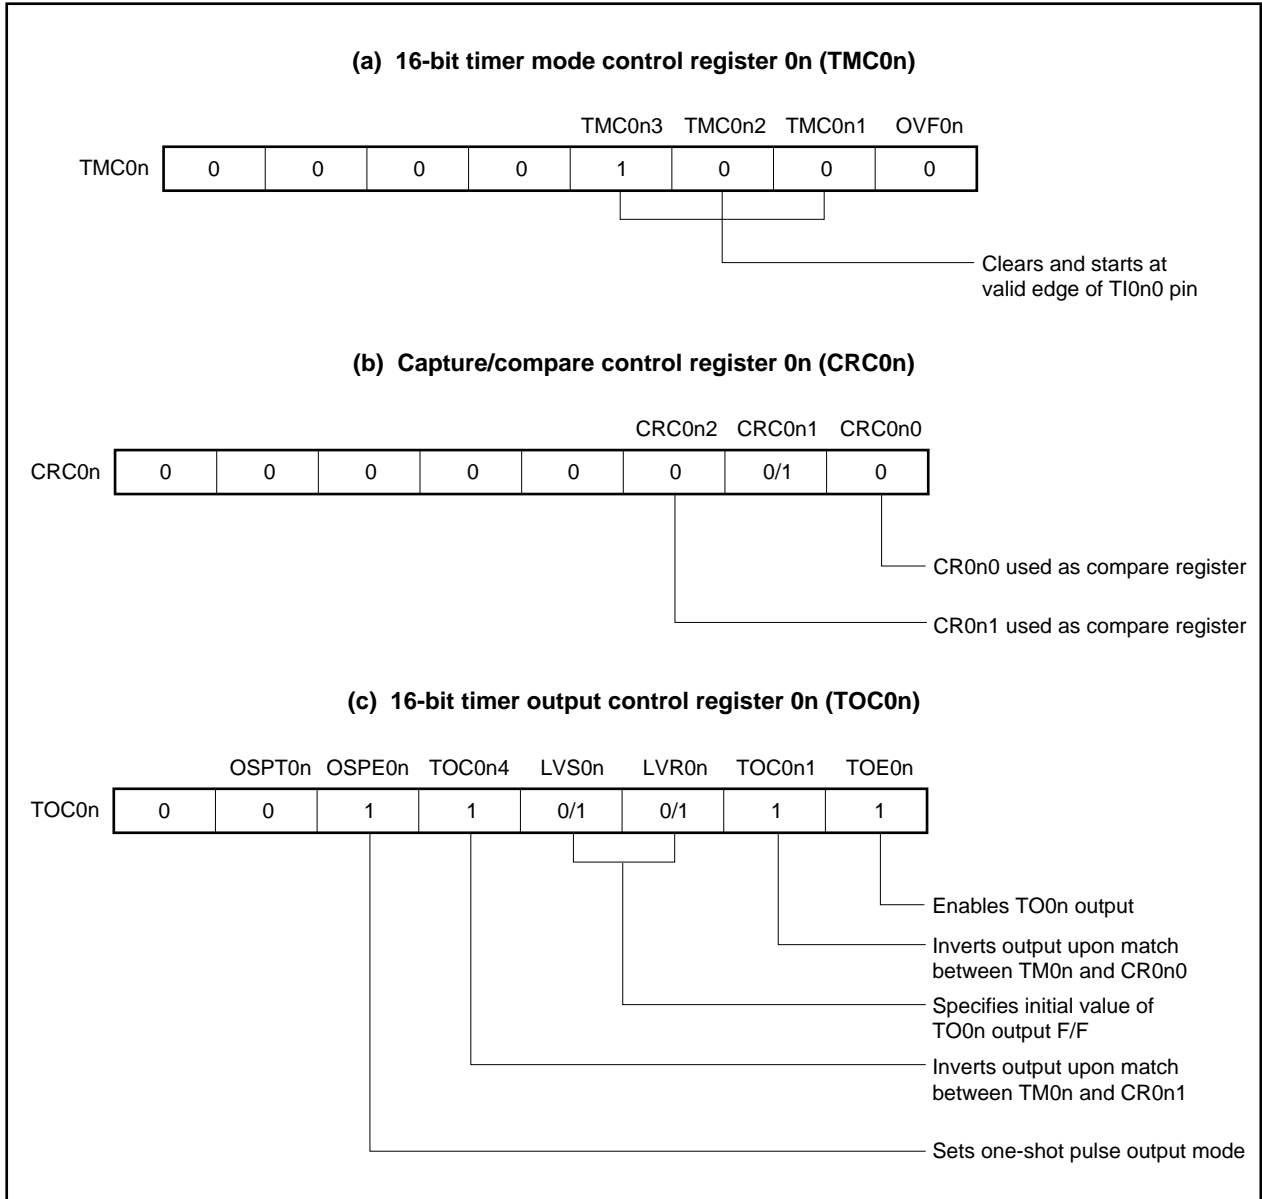 (a) 16-bit timer mode control register 0n (TMC0n)
TMC0n3 TMC0n2 TMC0n1 OVF0n
TMC0n 0 0 0 0 1 0 0 0
Clears and starts at
valid edge of TI0n0 pin
(b) Capture/compare control register 0n (CRC0n)
CRC0n2 CRC0n1 CRC0n0
CRC0n 0 0 0 0 0 0 0/1 0
CR0n0 used as compare register
CR0n1 used as compare register
(c) 16-bit timer output control register 0n (TOC0n)
OSPT0n OSPE0n TOC0n4 LVS0n LVR0n TOC0n1 TOE0n
TOC0n 0 0 1 1 0/1 0/1 1 1
Enables TO0n output
Inverts output upon match
between TM0n and CR0n0
Specifies initial value of
TO0n output F/F
Inverts output upon match
between TM0n and CR0n1
Sets one-shot pulse output mode